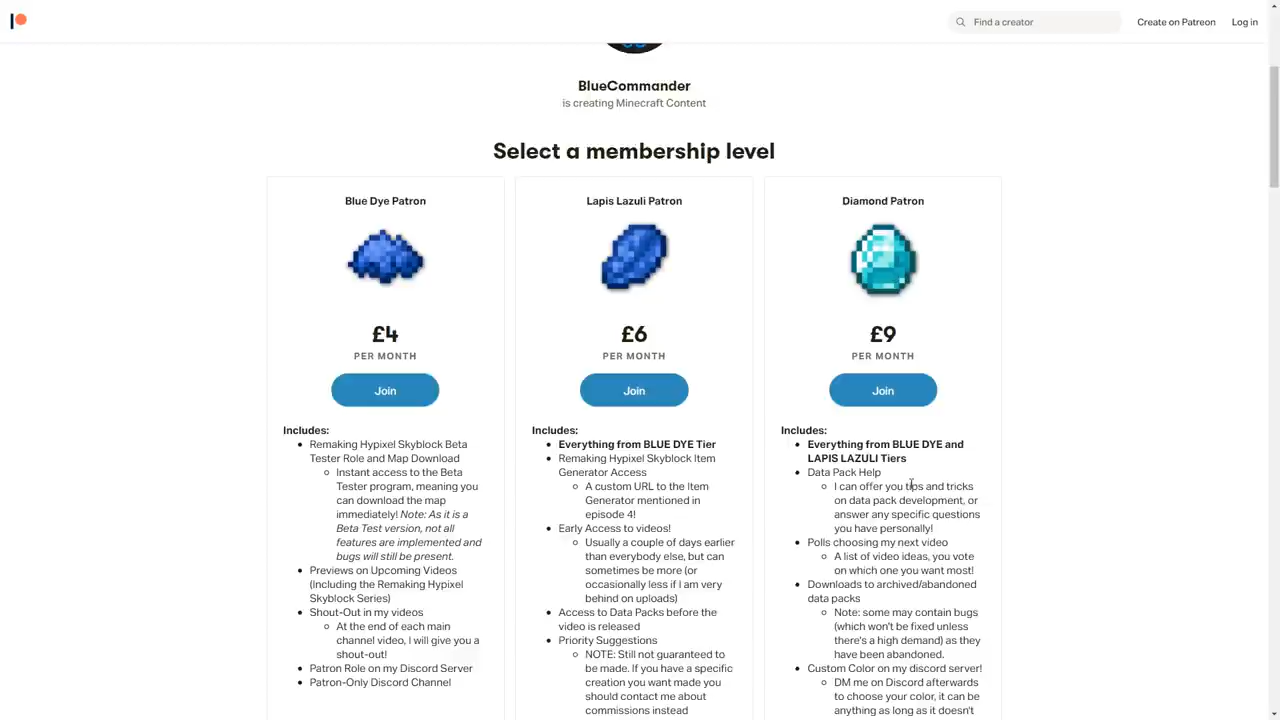 Find a creator
Create on Patreon
Log in
BlueCommander
is creating Minecraft Content
Select a membership level
Blue Dye Patron
£4
PER MONTH
Join
Includes:
Remaking Hypixel Skyblock Beta
Tester Role and Map Download
Instant access to the Beta
Tester program, meaning you
can download the map
immediately! Note: As it is a
Beta Test version, not all
features are implemented and
bugs will still be present.
Previews on Upcoming Videos
(Including the Remaking Hypixel
Skyblock Series)
Shout-Out in my videos
At the end of each main
channel video, I will give you a
shout-out!
Patron Role on my Discord Server
Patron-Only Discord Channel
Lapis Lazuli Patron
£6
PER MONTH
Join
Includes:
Everything from BLUE DYE Tier
Remaking Hypixel Skyblock Item
Generator Access
A custom URL to the Item
Generator mentioned in
episode 4!
Early Access to videos!
Usually a couple of days earlier
than everybody else, but can
sometimes be more (or
occasionally less if I am very
behind on uploads)
Access to Data Packs before the
video is released
Priority Suggestions
NOTE: Still not guaranteed to
be made. If you have a specific
creation you want made you
should contact me about
commissions instead
Diamond Patron
£9
PER MONTH
Join
Includes:
Everything from BLUE DYE and
LAPIS LAZULI Tiers
Data Pack Help
I can offer you tips and tricks
on data pack development, or
answer any specific questions
you have personally!
Polls choosing my next video
A list of video ideas, you vote
on which one you want most!
Downloads to archived/abandoned
data packs
Note: some may contain bugs
(which won't be fixed unless
there's a high demand) as they
have been abandoned.
Custom Color on my discord server!
DM me on Discord afterwards
to choose your color, it can be
anything as long as it doesn't